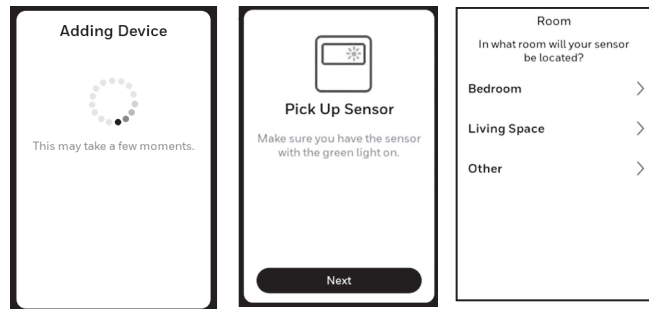 Adding Device
This may take a few moments.
Pick Up Sensor
Make sure you have the sensor
with the green light on.
Next
Room
In what room will your sensor
be located?
Bedroom
Living Space
Other